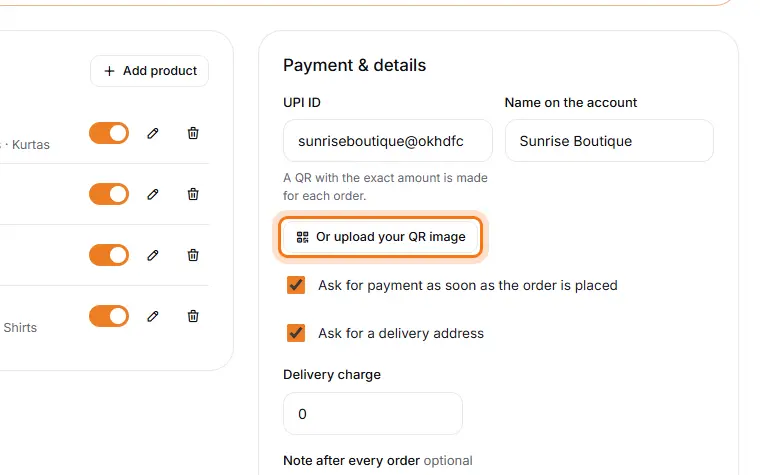 Add product
s · Kurtas
Shirts
Payment & details
UPI ID
Name on the account
sunriseboutique@okhdfc
Sunrise Boutique
A QR with the exact amount is made
for each order.
Or upload your QR image
Ask for payment as soon as the order is placed
Ask for a delivery address
Delivery charge
0
Note after every order optional